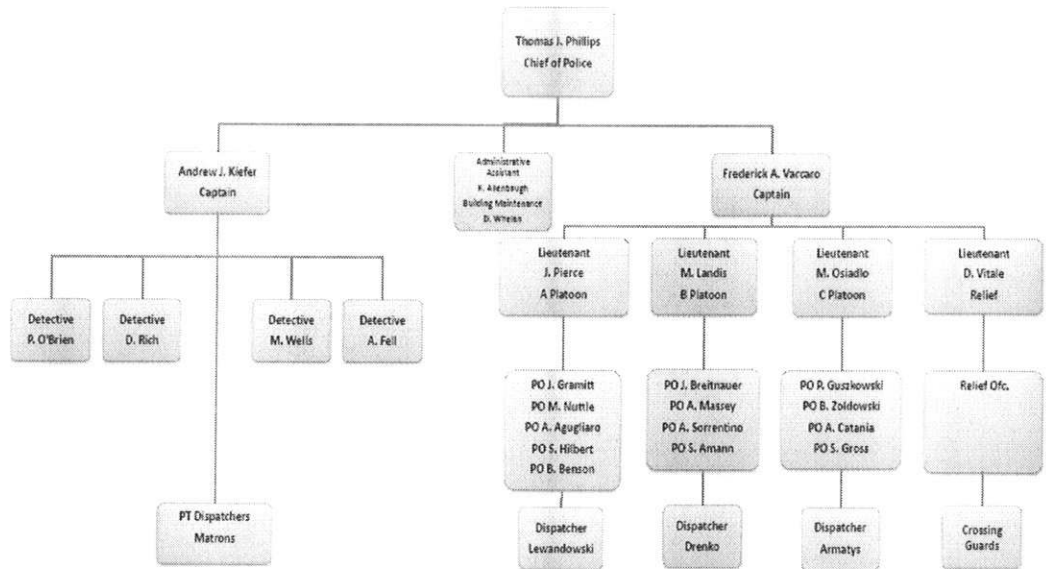 Thomas J. Phillips
Chief of Police
Andrew J. Kiefer
Captain
Administrative
Assistant
K. Allenbaugh
Building Maintenance
D. Whelan
Frederick A. Vaccaro
Captain
Lieutenant
J. Pierce
A Platoon
Lieutenant
M. Landis
B Platoon
Lieutenant
M. Osiadlo
C Platoon
Lieutenant
D. Vitale
Relief
Detective
P. O'Brien
Detective
D. Rich
Detective
M. Wells
Detective
A. Fell
PO J. Gramitt
PO M. Nuttle
PO A. Agugliaro
PO S. Hilbert
PO B. Benson
PO J. Breitnauer
PO A. Massey
PO A. Sorrentino
PO S. Amann
PO P. Guszkowski
PO B. Zoldowski
PO A. Catania
PO S. Gross
Relief Ofc.
PT Dispatchers
Matrons
Dispatcher
Lewandowski
Dispatcher
Drenko
Dispatcher
Armatys
Crossing
Guards